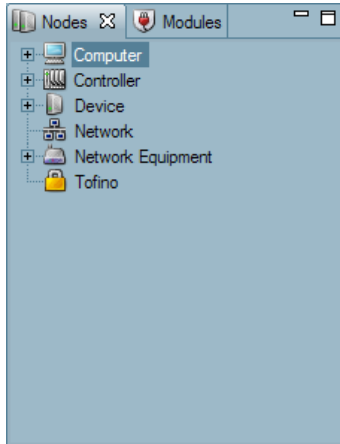 Nodes Modules
Computer
Controller
Device
Network
Network Equipment
Tofino